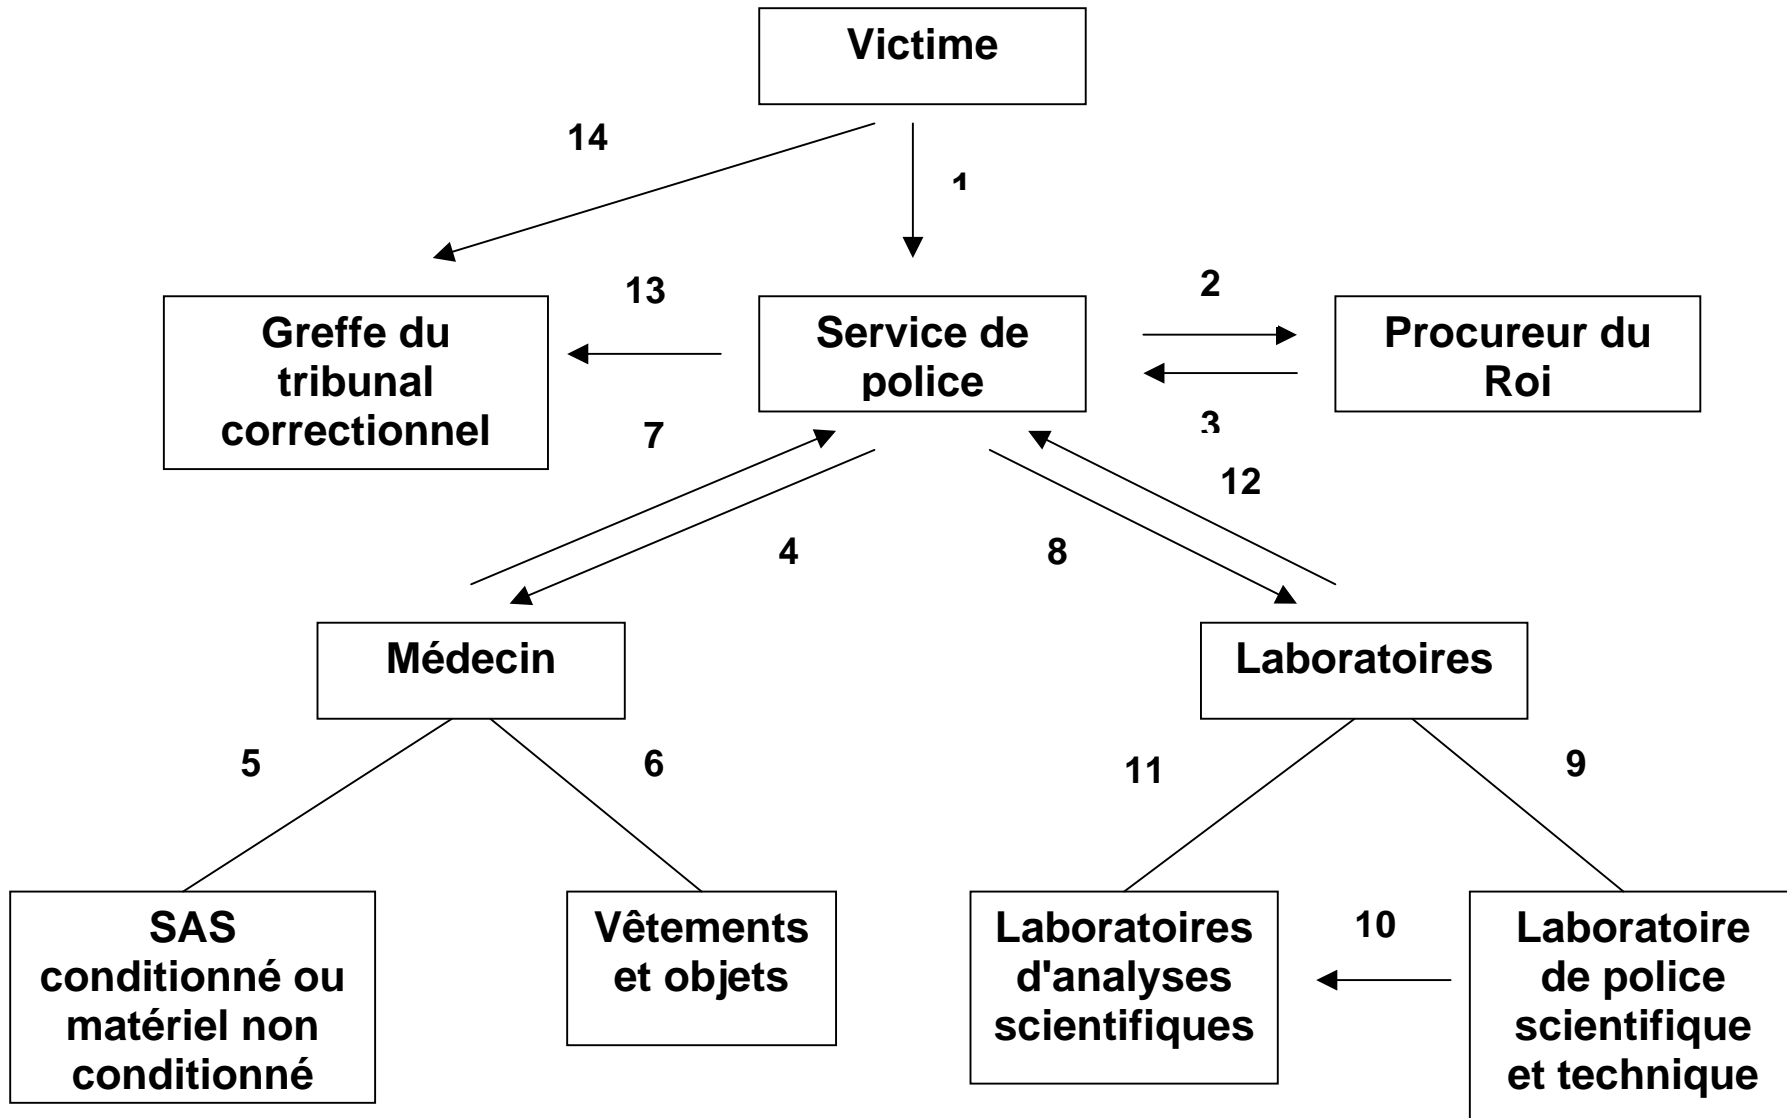 Victime
14
1
13
2
Greffe du
tribunal
correctionnel
Service de
police
Procureur du
Roi
3
7
12
4
8
Médecin
Laboratoires
5
6
11
9
SAS
conditionné ou
matériel non
conditionné
Vêtements
et objets
Laboratoires
d'analyses
scientifiques
10
Laboratoire
de police
scientifique
et technique